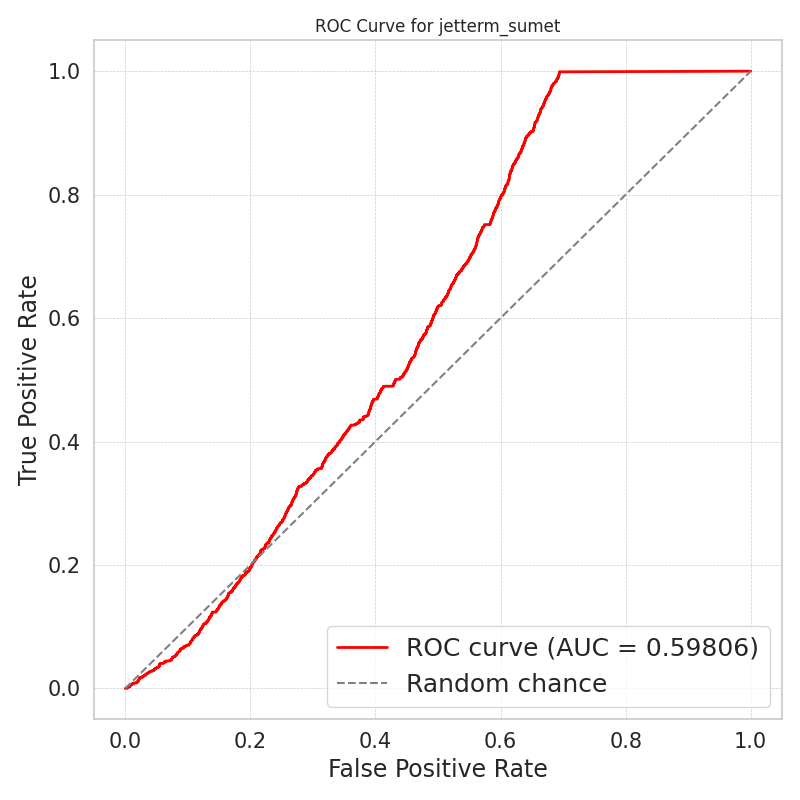 ROC Curve for jetterm_sumet
1.0
0.8
0.6
0.4
0.2
0.0
True Positive Rate
ROC curve (AUC = 0.59806)
Random chance
0.0 0.2 0.4 0.6 0.8 1.0
False Positive Rate